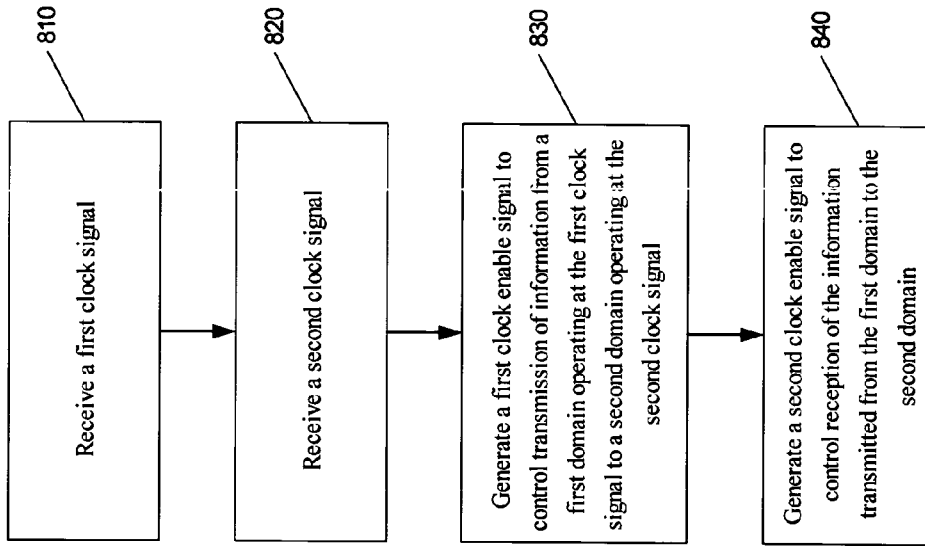 810
Receive a first clock signal
820
Receive a second clock signal
830
Generate a first clock enable signal to
control transmission of information from a
first domain operating at the first clock
signal to a second domain operating at the
second clock signal
840
Generate a second clock enable signal to
control reception of the information
transmitted from the first domain to the
second domain